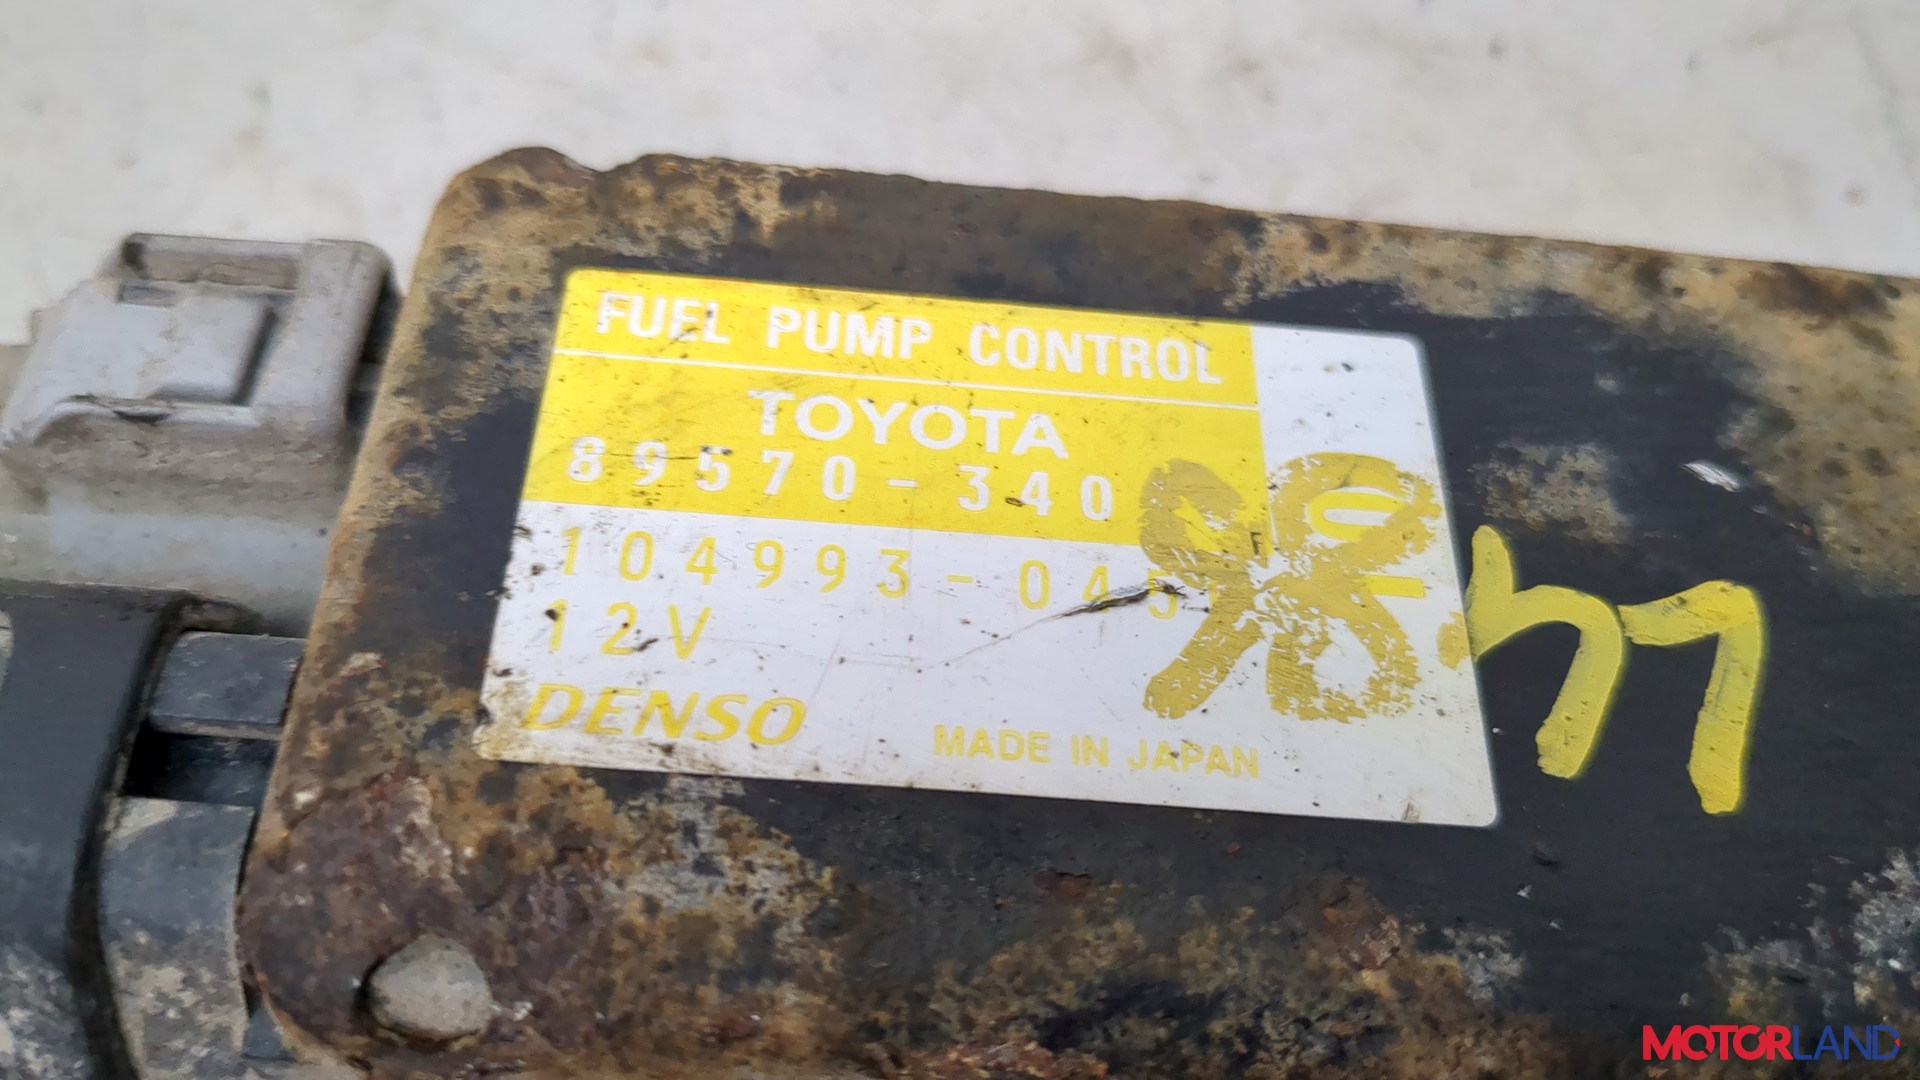 FUEL PUMP CONTROL
TOYOTA
89570-340
104993-045
12V
DENSO
MADE IN JAPAN
MOTORLAND